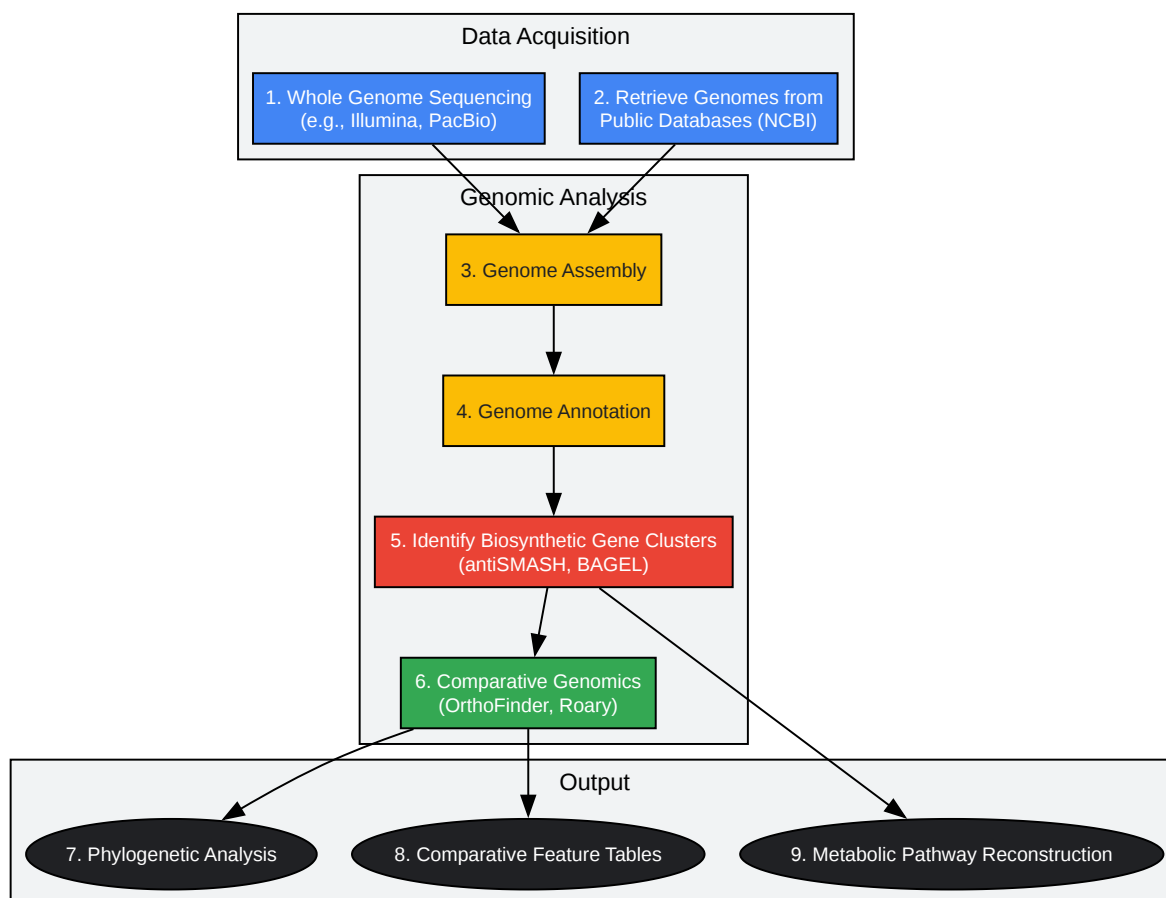 Data Acquisition
1. Whole Genome Sequencing
(e.g., Illumina, PacBio)
2. Retrieve Genomes from
Public Databases (NCBI)
Genomic Analysis
3. Genome Assembly
4. Genome Annotation
5. Identify Biosynthetic Gene Clusters
(antiSMASH, BAGEL)
6. Comparative Genomics
(OrthoFinder, Roary)
Output
7. Phylogenetic Analysis
8. Comparative Feature Tables
9. Metabolic Pathway Reconstruction